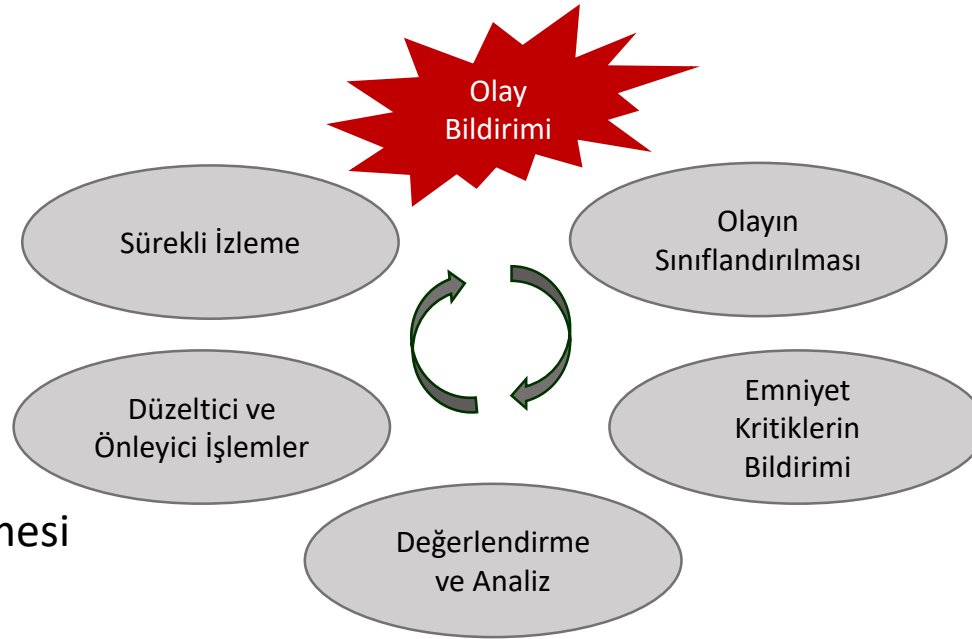 Olay
Bildirimi
Olayın
Sınıflandırılması
Emniyet
Kritiklerin
Bildirimi
Değerlendirme
ve Analiz
Düzeltici ve
Önleyici İşlemler
Sürekli İzleme